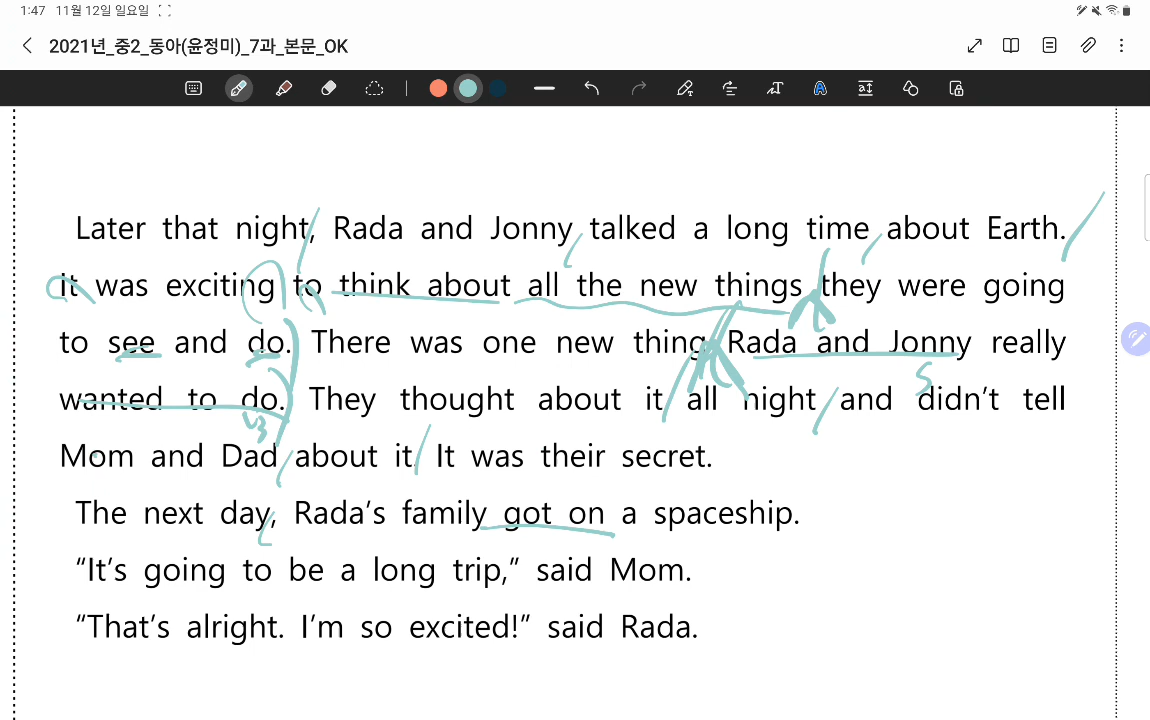 1:47 11월 12일 일요일
2021년_중2_동아(윤정미)_7과_본문_OK
Later that night, Rada and Jonny talked a long time about Earth.
It was exciting to think about all the new things they were going
to see and do. There was one new thing Rada and Jonny really
wanted to do. They thought about it all night and didn't tell
Mom and Dad about it. It was their secret.
The next day, Rada's family got on a spaceship.
"It's going to be a long trip," said Mom.
"That's alright. I'm so excited!" said Rada.